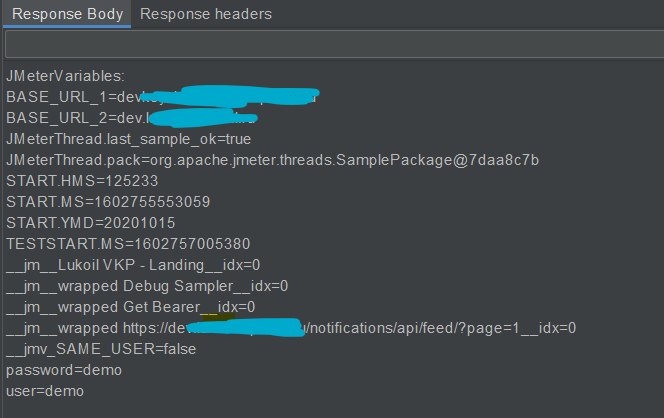 Response Body Response headers
JMeterVariables:
BASE_URL_1=dev
BASE_URL_2=dev.
JMeterThread.last_sample_ok=true
JMeterThread.pack=org.apache.jmeter.threads.SamplePackage@7daa8c7b
START.HMS=125233
START.MS=1602755553059
START.YMD=20201015
TESTSTART.MS=1602757005380
__jm__Lukoil VKP - Landing__idx=0
__jm__wrapped Debug Sampler__idx=0
__jm__wrapped Get Bearer__idx=0
__jm__wrapped https://dev /notifications/api/feed/?page=1__idx=0
__jmv_SAME_USER=false
password=demo
user=demo